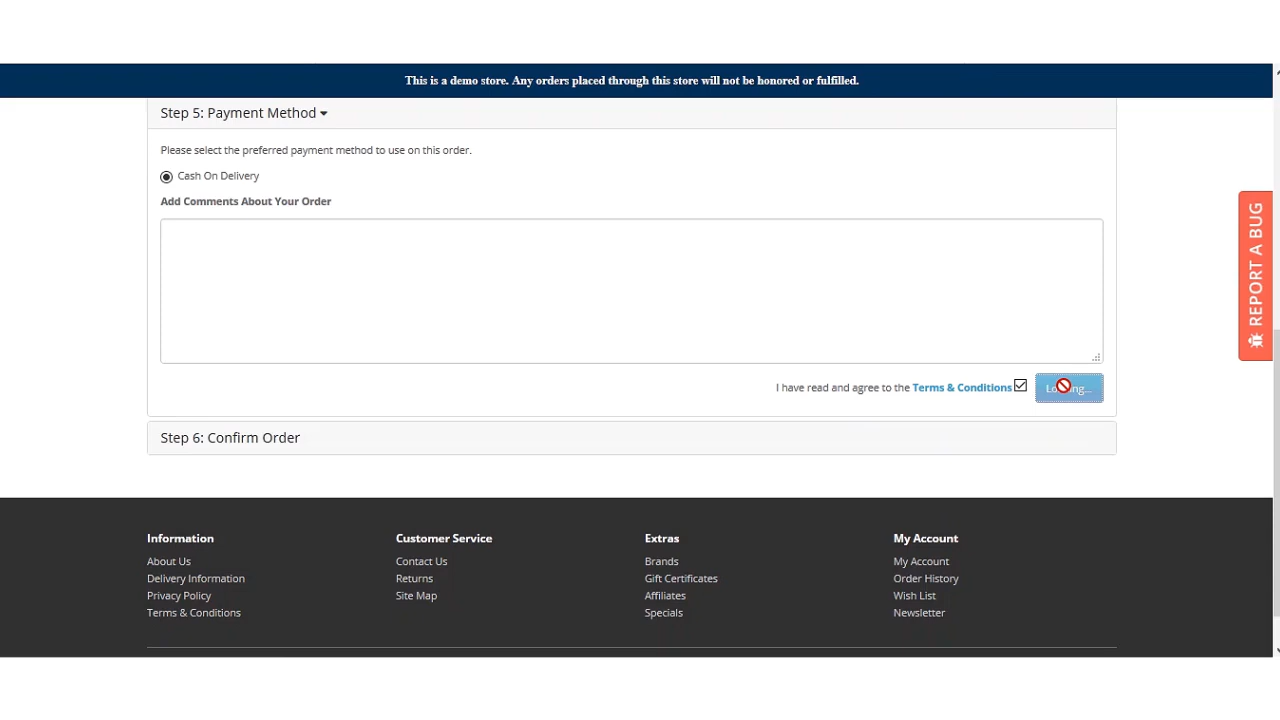 This is a demo store. Any orders placed through this store will not be honored or fulfilled.
Step 5: Payment Method
Please select the preferred payment method to use on this order.
Cash On Delivery
Add Comments About Your Order
REPORT A BUG
I have read and agree to the Terms & Conditions
Step 6: Confirm Order
Information
About Us
Delivery Information
Privacy Policy
Terms & Conditions
Customer Service
Contact Us
Returns
Site Map
Extras
Brands
Gift Certificates
Affiliates
Specials
My Account
My Account
Order History
Wish List
Newsletter